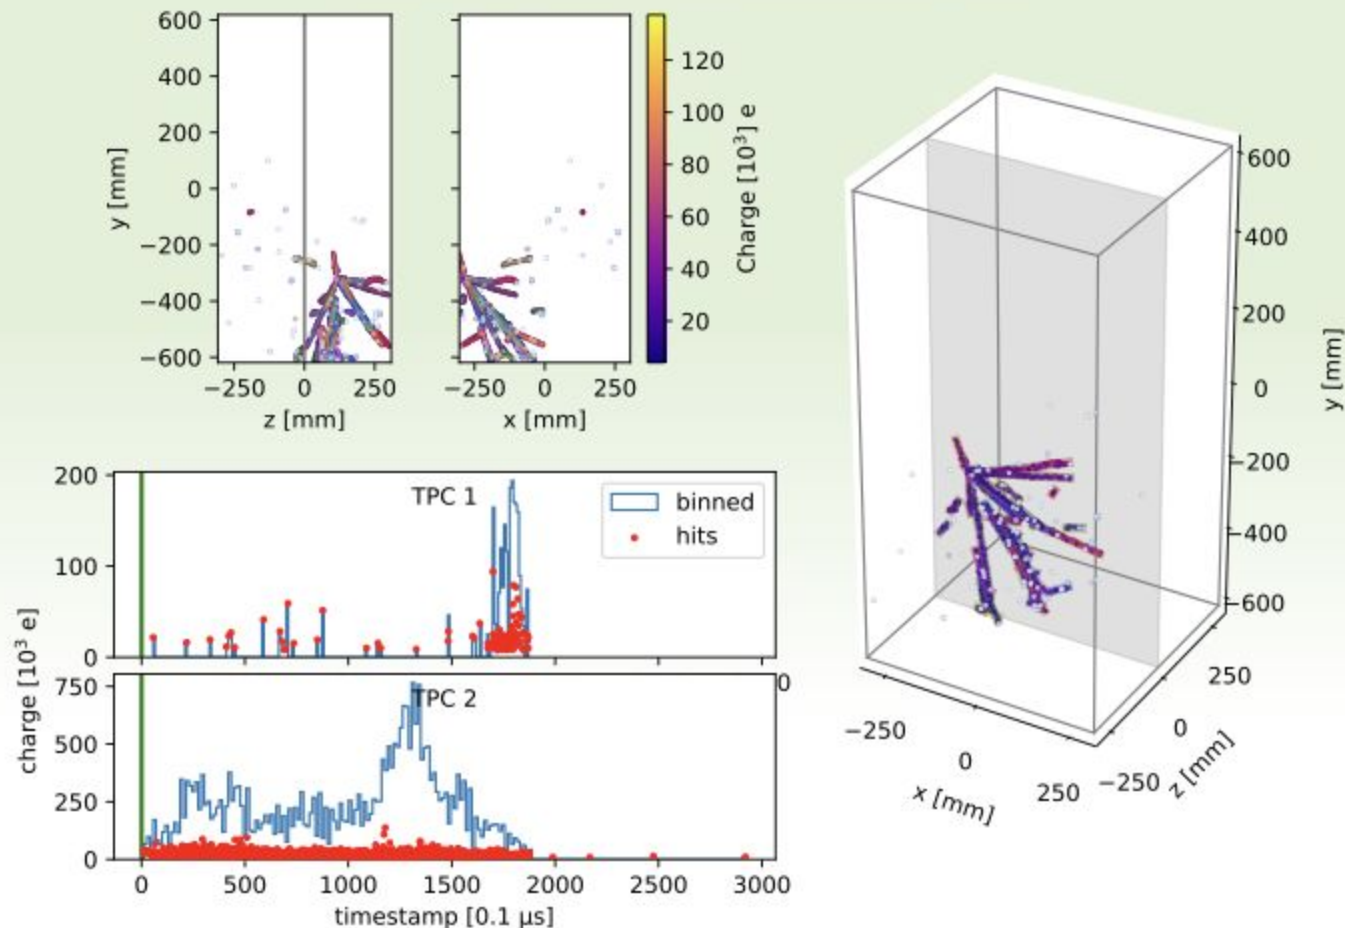 600
400
200
0
−200
−400
−600
y [mm]
−250 0 250
z [mm]
−250 0 250
x [mm]
120
100
80
60
40
20
Charge [10³] e
200
100
0
TPC 1
binned
hits
750
500
250
0
TPC 2
0
charge [10³ e]
0 500 1000 1500 2000 2500 3000
timestamp [0.1 µs]
600
400
200
0
−200
−400
−600
y [mm]
−250
0
250
x [mm]
−250
0
250
z [mm]